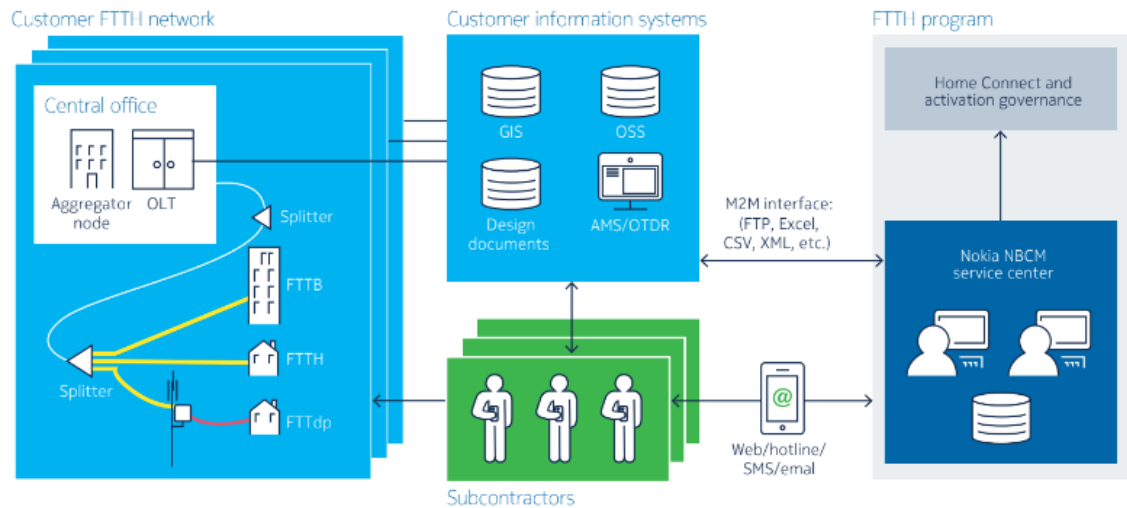 Customer FTTH network
Central office
Aggregator
node
OLT
Splitter
FTTB
FTTH
Splitter
FTTdp
Customer information systems
GIS
OSS
Design
documents
AMS/OTDR
Subcontractors
M2M interface:
(FTP, Excel,
CSV, XML, etc.)
@
Web/hotline/
SMS/emal
FTTH program
Home Connect and
activation governance
Nokia NBCM
service center